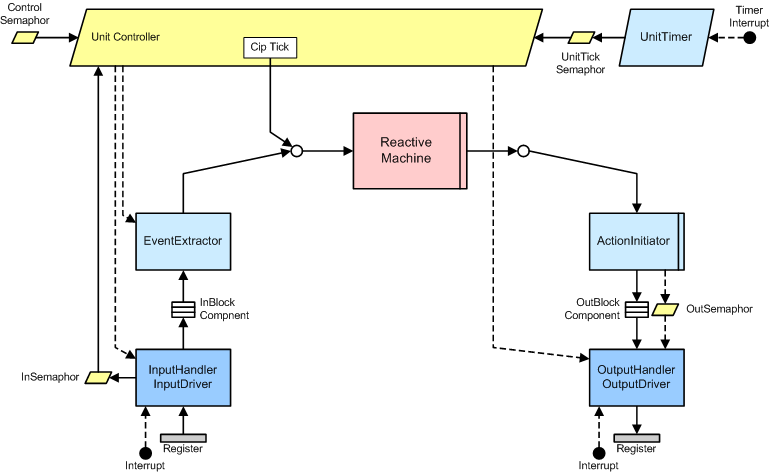 Control
Semaphor
Unit Controller
Cip Tick
UnitTick
Semaphor
UnitTimer
Timer
Interrupt
Reactive
Machine
EventExtractor
ActionInitiator
InBlock
Compnent
OutBlock
Component
OutSemaphor
InSemaphor
InputHandler
InputDriver
OutputHandler
OutputDriver
Register
Interrupt
Register
Interrupt